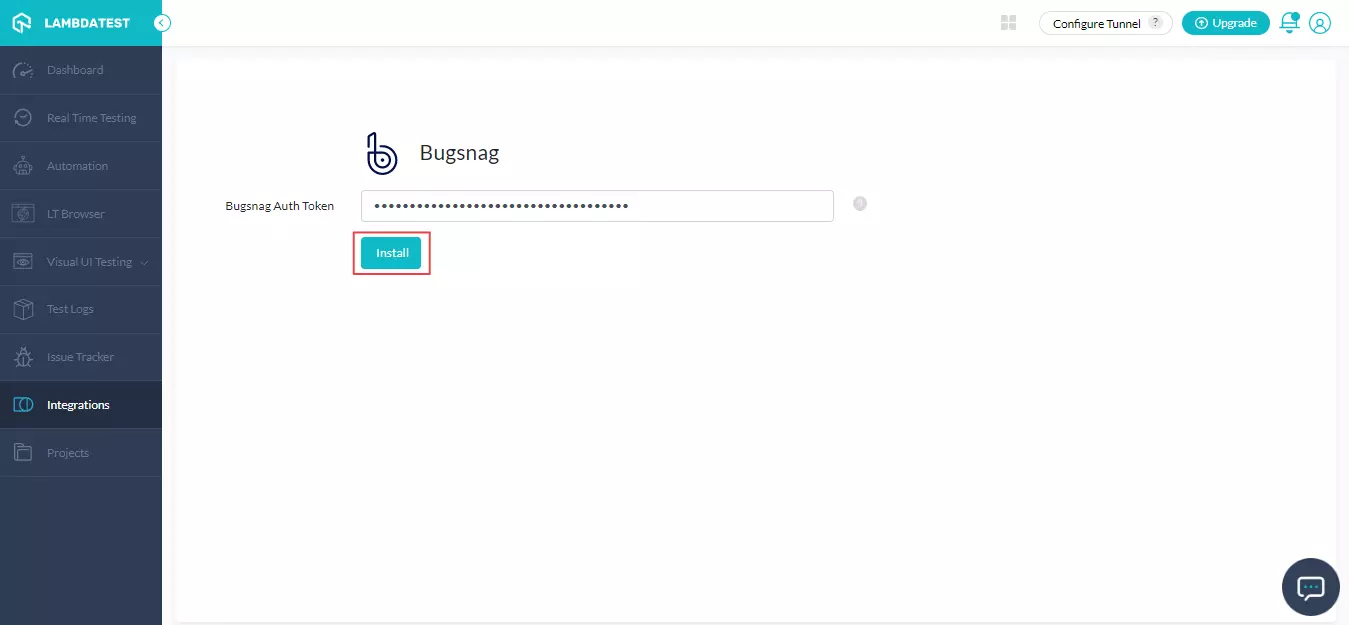 LAMBDATEST
Configure Tunnel ?
Upgrade
Dashboard
Real Time Testing
Automation
LT Browser
Visual UI Testing
Test Logs
Issue Tracker
Integrations
Projects
Bugsnag
Bugsnag Auth Token
••••••••••••••••••••••••••••••••••••
?
Install